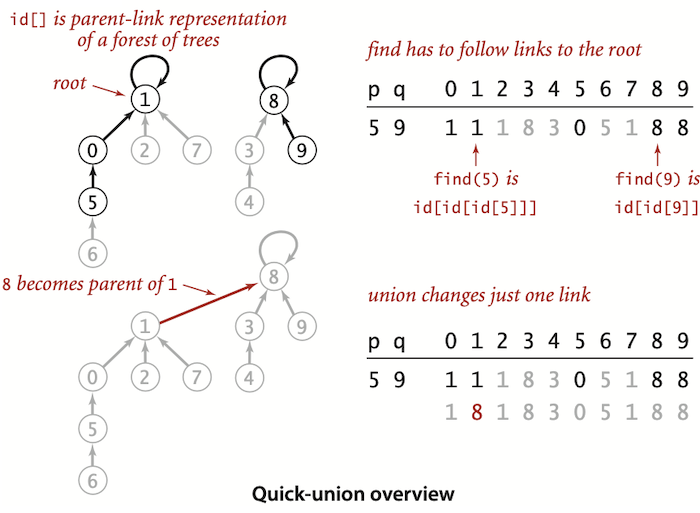 id[] is parent-link representation
of a forest of trees
root
1
8
0
2
7
3
9
5
4
6
find has to follow links to the root
p q 0 1 2 3 4 5 6 7 8 9
5 9 1 1 1 8 3 0 5 1 8 8
find(5) is
id[id[id[5]]]
find(9) is
id[id[9]]
8 becomes parent of 1
8
1
3
9
0
2
7
4
5
6
union changes just one link
p q 0 1 2 3 4 5 6 7 8 9
5 9 1 1 1 8 3 0 5 1 8 8
1 8 1 8 3 0 5 1 8 8
Quick-union overview